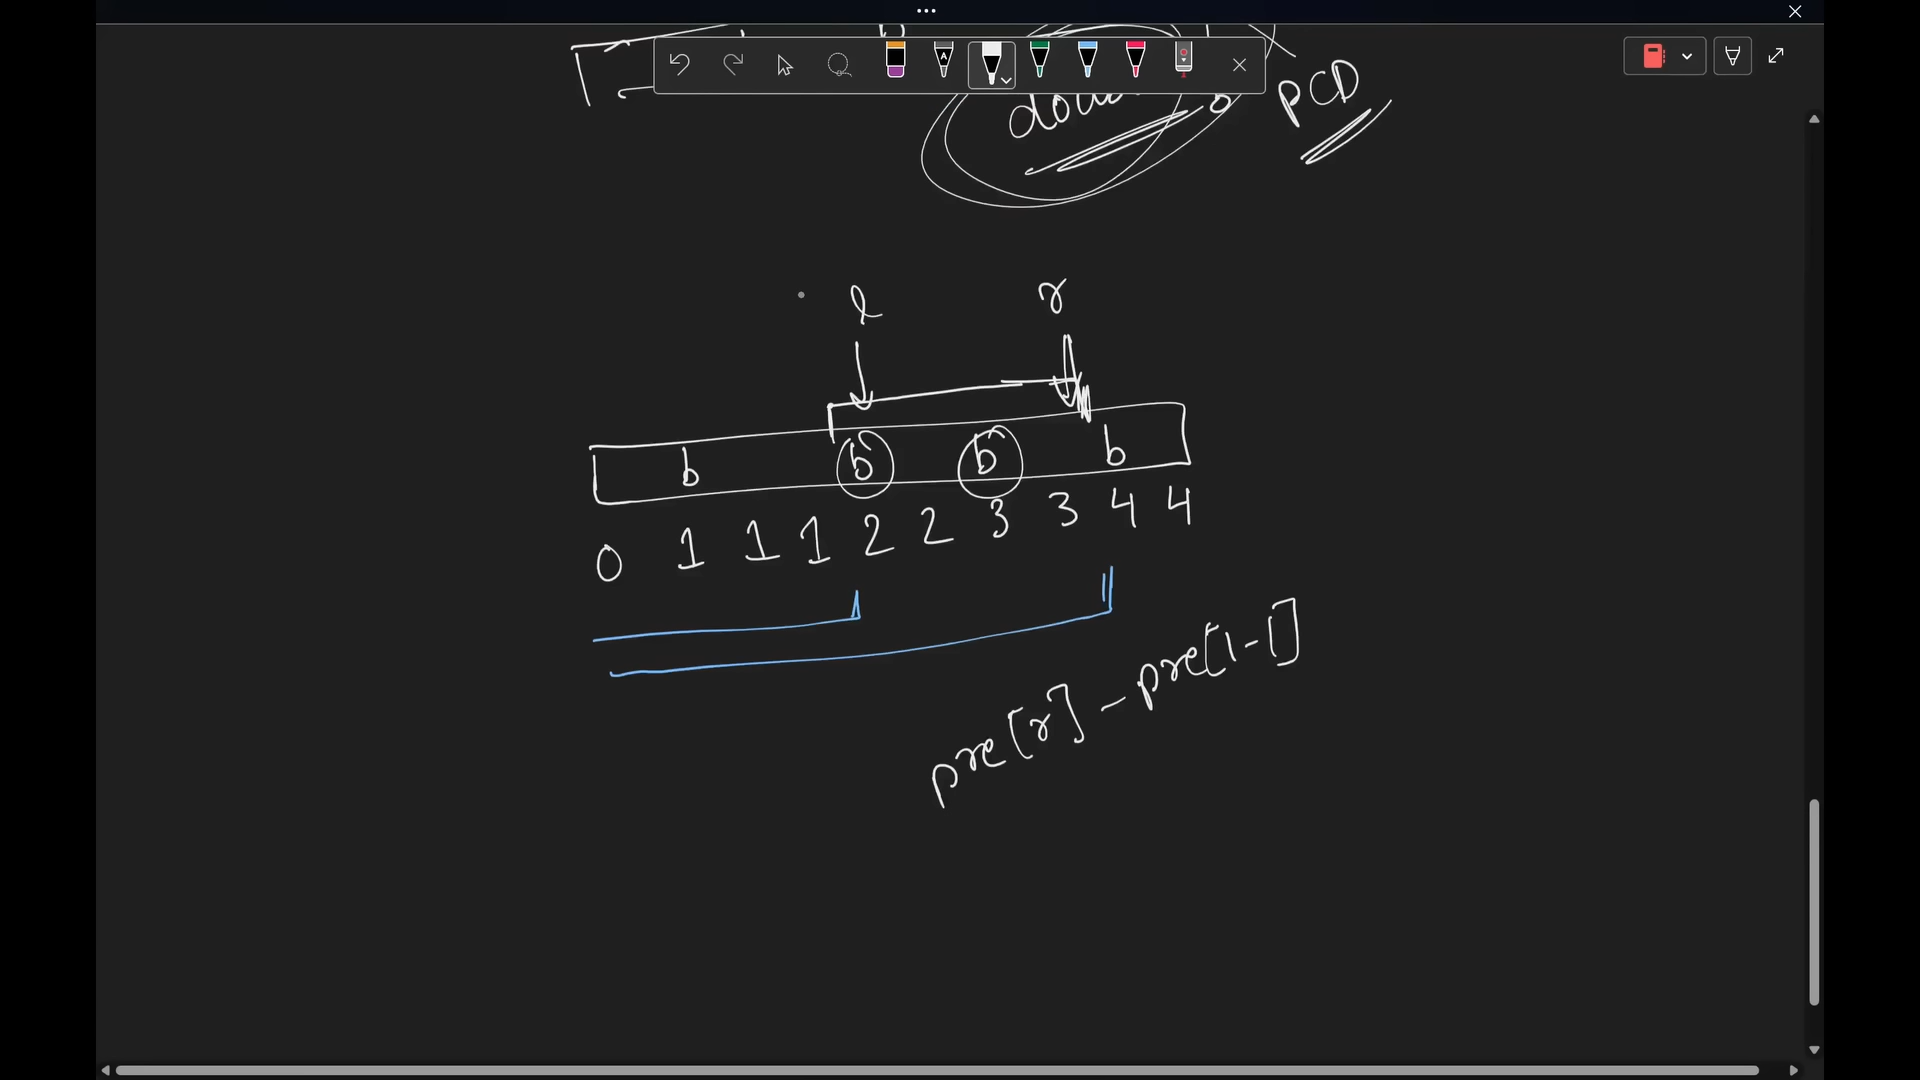 PCD
l r
b b b b
0 1 1 1 2 2 3 3 4 4
pre[r] - pre[l-1]